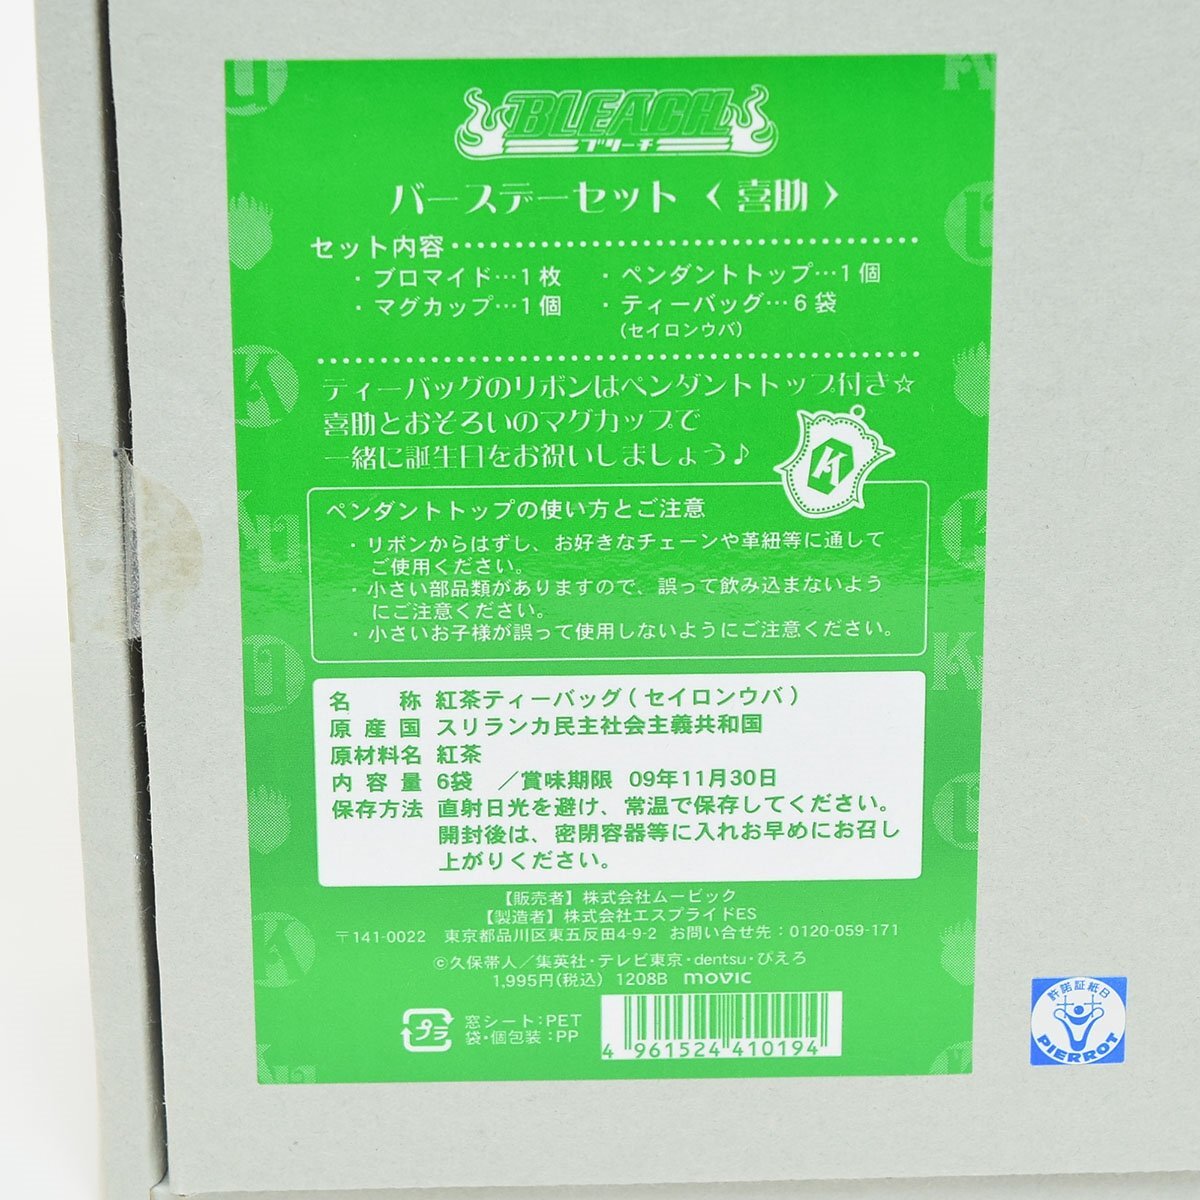 BLEACH
ブリーチ
バースデーセット〈喜助〉
セット内容
・ブロマイド…1枚 ・ペンダントトップ…1個
・マグカップ…1個 ・ティーバッグ…6袋
(セイロンウバ)
ティーバッグのリボンはペンダントトップ付き☆
喜助とおそろいのマグカップで
一緒に誕生日をお祝いしましょう♪
K
ペンダントトップの使い方とご注意
・リボンからはずし、お好きなチェーンや革紐等に通して
ご使用ください。
・小さい部品類がありますので、誤って飲み込まないよう
にご注意ください。
・小さいお子様が誤って使用しないようにご注意ください。
名称 紅茶ティーバッグ(セイロンウバ)
原産国 スリランカ民主社会主義共和国
原材料名 紅茶
内容量 6袋 ／賞味期限 09年11月30日
保存方法 直射日光を避け、常温で保存してください。
開封後は、密閉容器等に入れお早めにお召し
上がりください。
【販売者】株式会社ムービック
【製造者】株式会社エスプライドES
〒141-0022 東京都品川区東五反田4-9-2 お問い合せ先：0120-059-171
©久保帯人／集英社・テレビ東京・dentsu・ぴえろ
1,995円(税込) 1208B movic
プラ
窓シート：PET
袋・個包装：PP
4 961524 410194
許諾証紙日
PIERROT